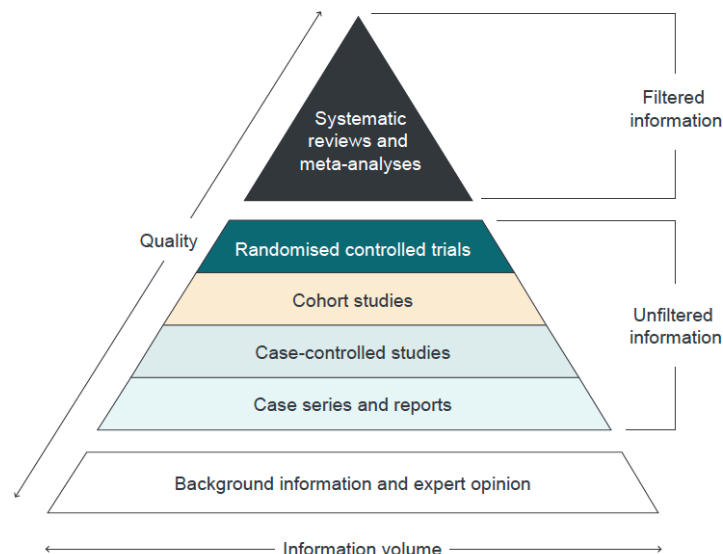 Systematic
reviews and
meta-analyses
Filtered
information
Quality
Randomised controlled trials
Cohort studies
Unfiltered
information
Case-controlled studies
Case series and reports
Background information and expert opinion
Information volume